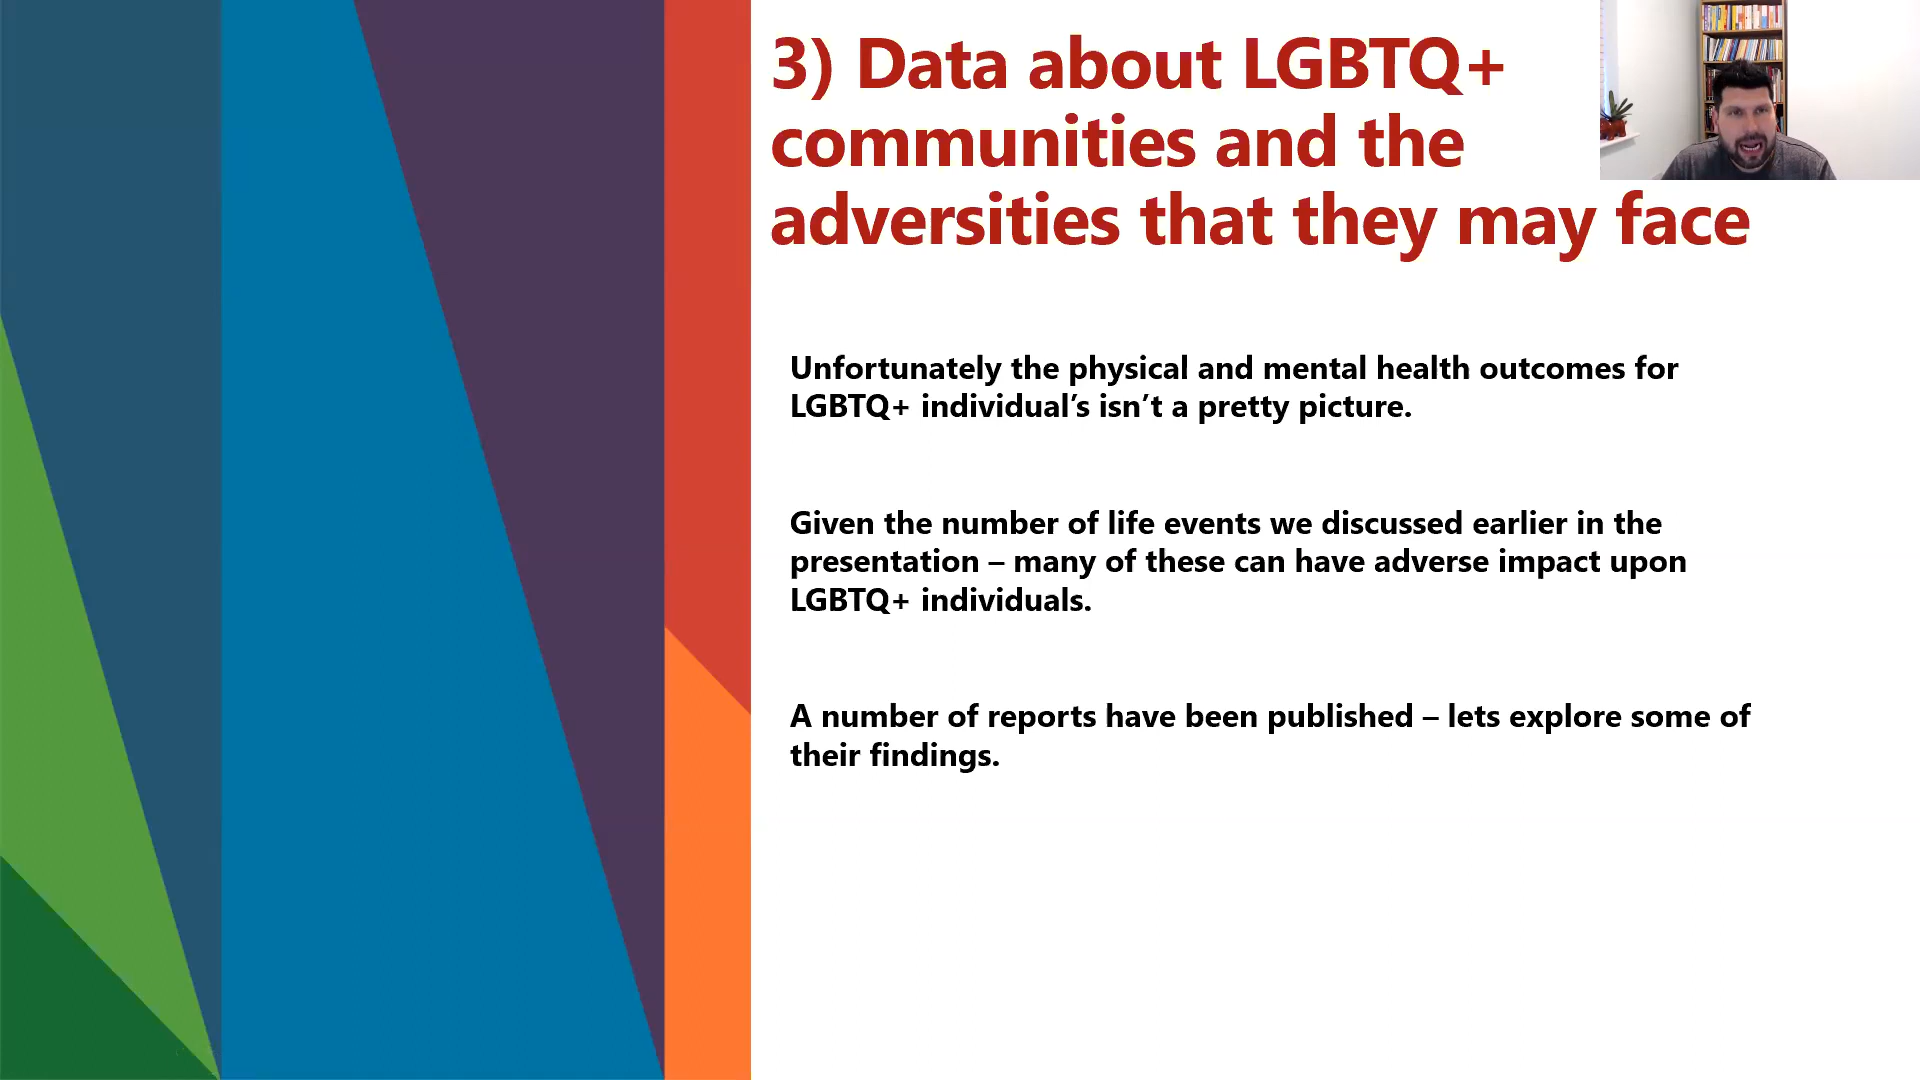 3) Data about LGBTQ+
communities and the
adversities that they may face
Unfortunately the physical and mental health outcomes for
LGBTQ+ individual’s isn’t a pretty picture.
Given the number of life events we discussed earlier in the
presentation – many of these can have adverse impact upon
LGBTQ+ individuals.
A number of reports have been published – lets explore some of
their findings.